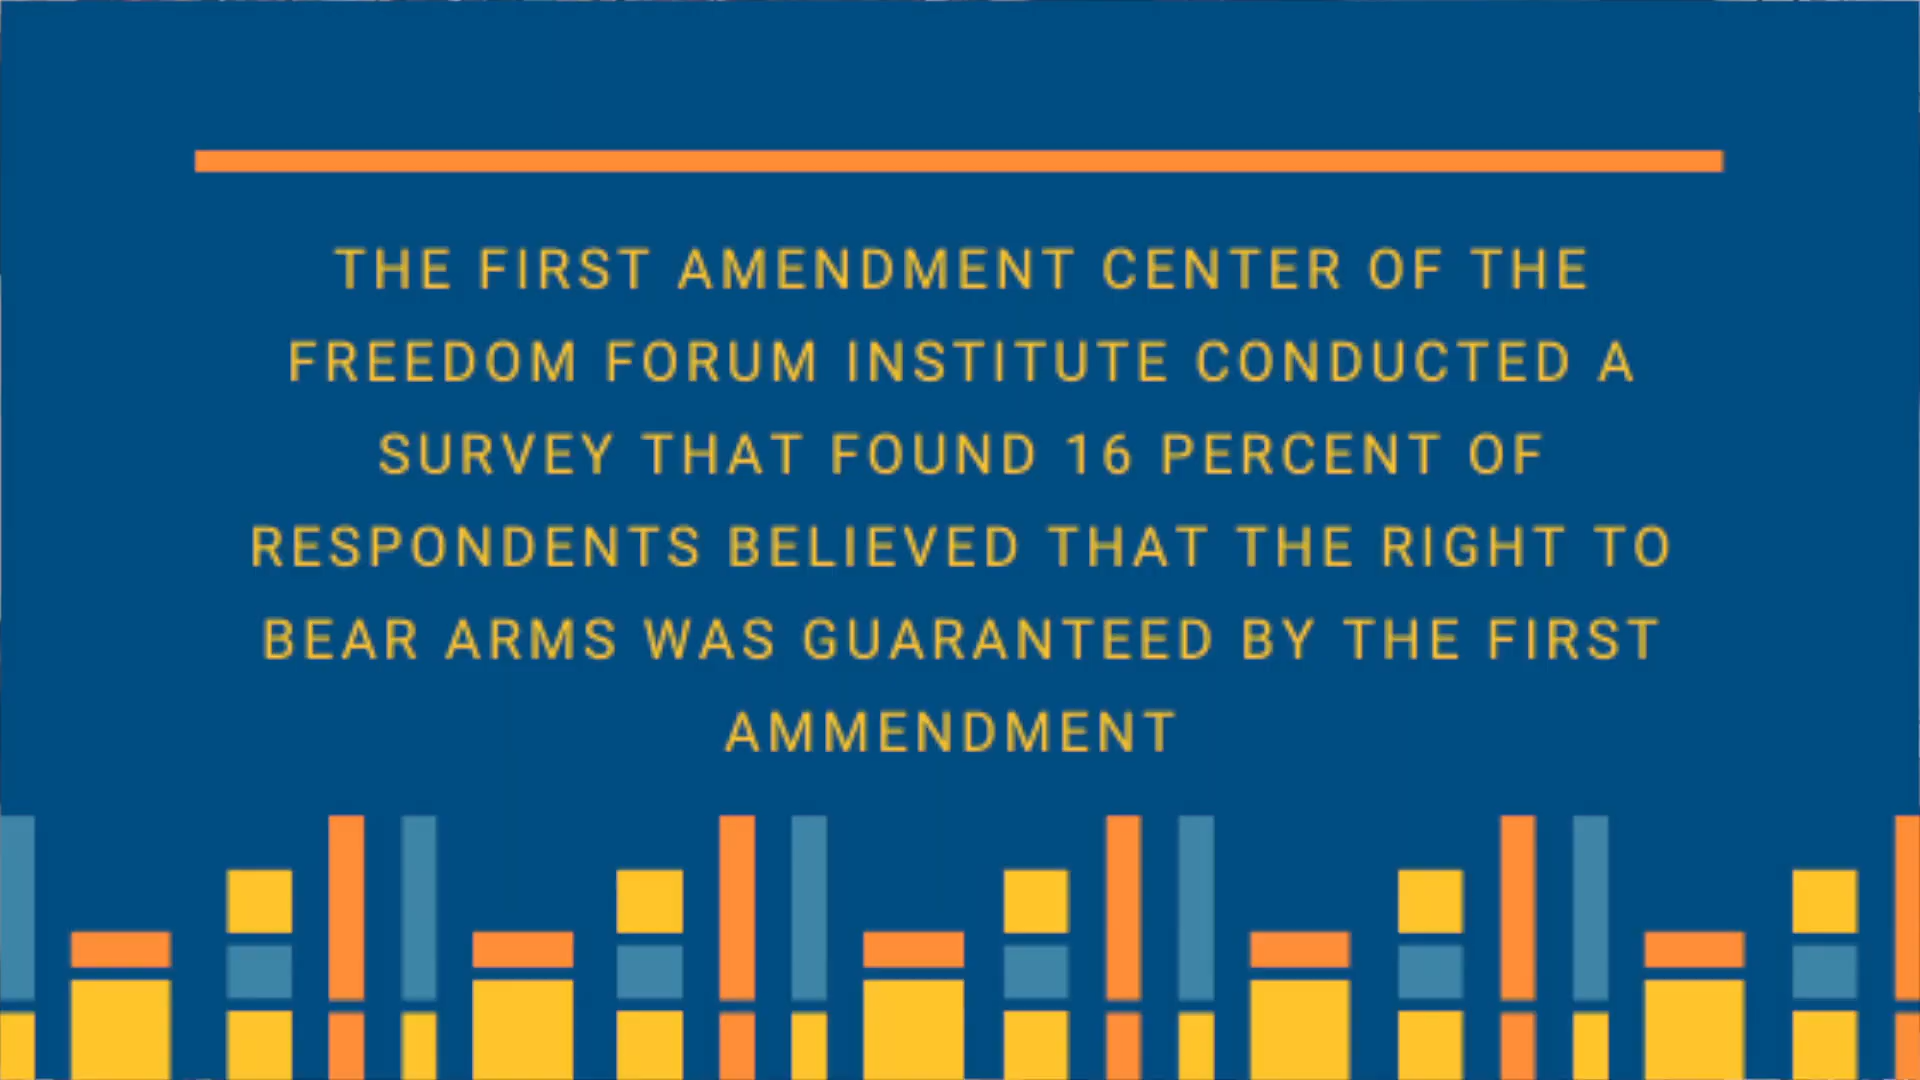 THE FIRST AMENDMENT CENTER OF THE
FREEDOM FORUM INSTITUTE CONDUCTED A
SURVEY THAT FOUND 16 PERCENT OF
RESPONDENTS BELIEVED THAT THE RIGHT TO
BEAR ARMS WAS GUARANTEED BY THE FIRST
AMMENDMENT